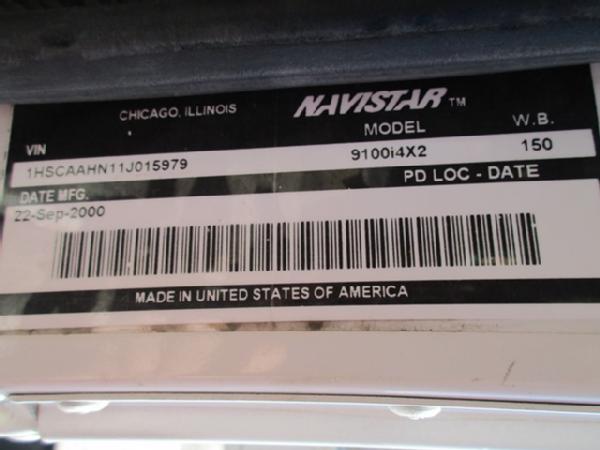 CHICAGO, ILLINOIS NAVISTAR™
VIN MODEL W.B.
1HSCAAHN11J015979 9100i4X2 150
DATE MFG. PD LOC - DATE
22-Sep-2000
MADE IN UNITED STATES OF AMERICA